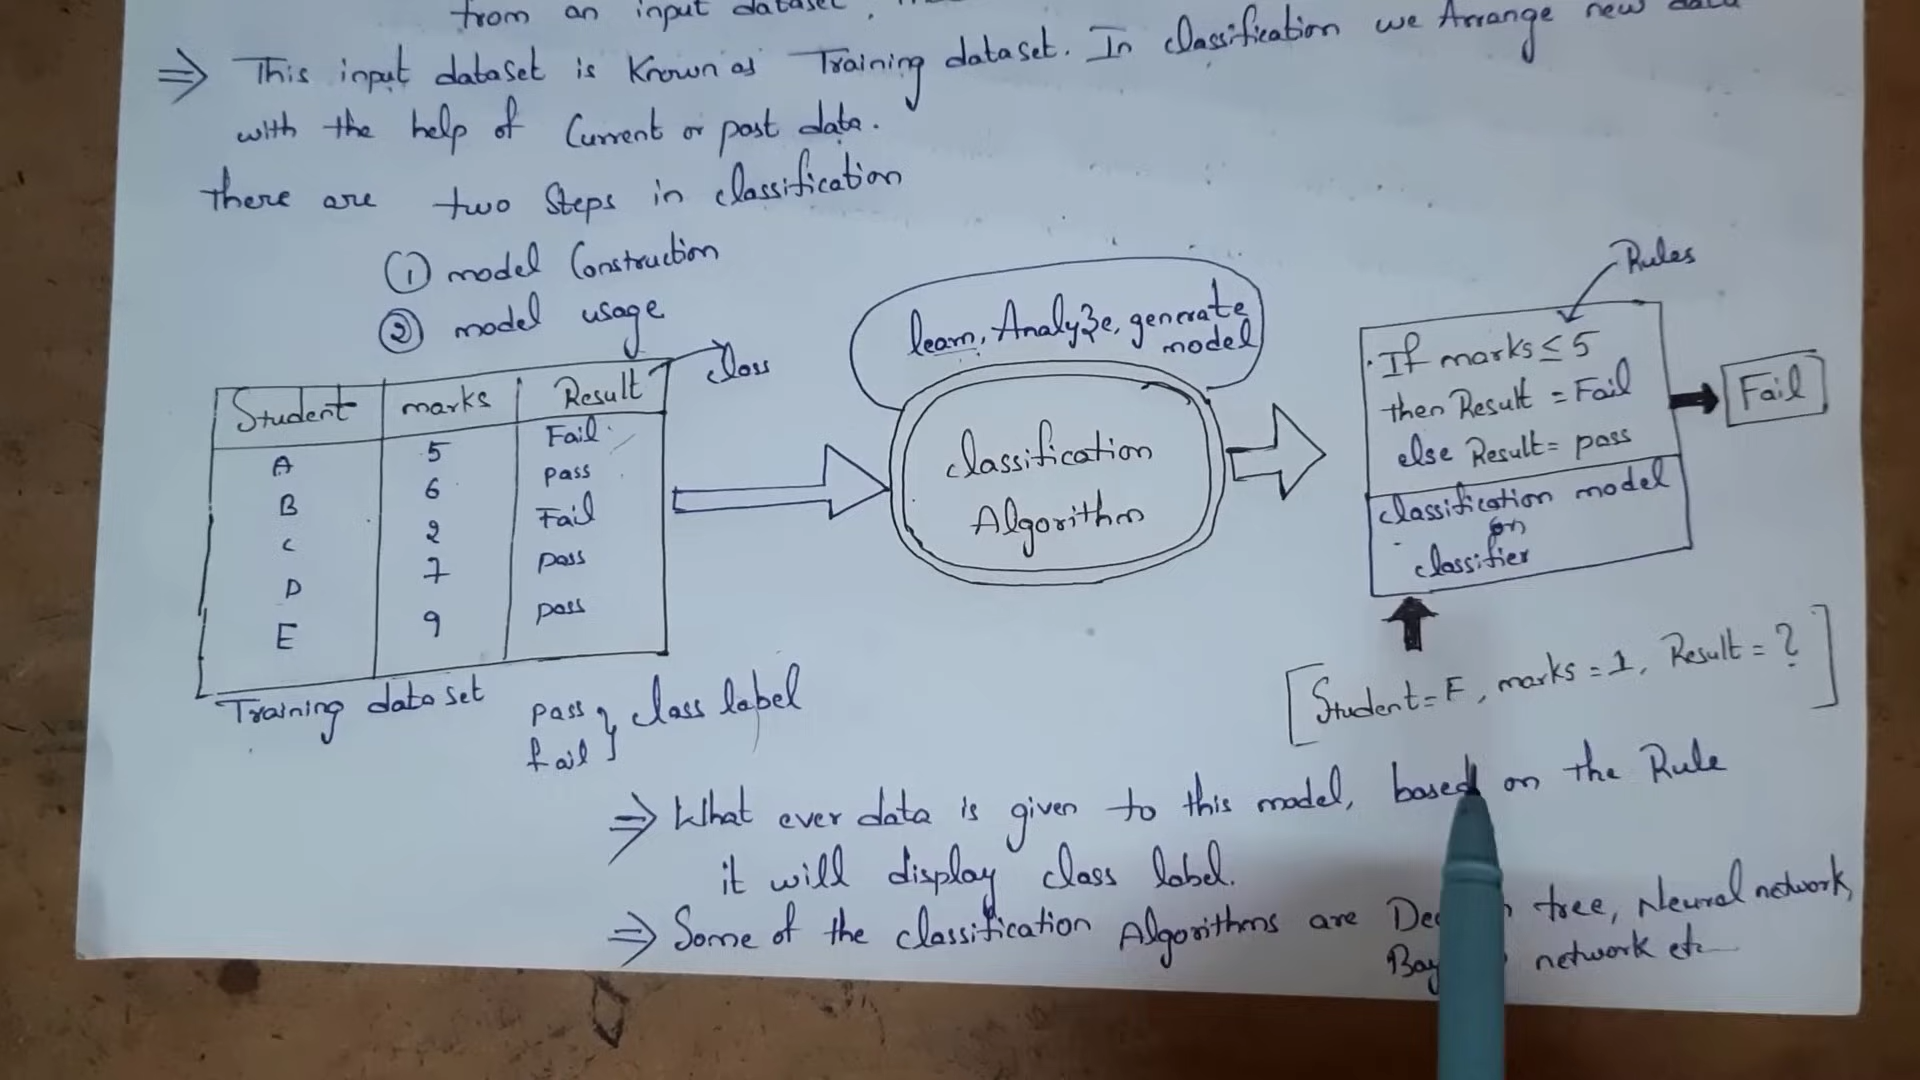 from an input dataset,
⇒ This input dataset is Known as Training dataset. In classification we Arrange new data
with the help of Current or past data.
there are two Steps in classification
① model Construction
② model usage
class
Student marks Result
A 5 Fail
B 6 pass
C 2 Fail
D 7 pass
E 9 pass
Training data set
pass } class label
fail
learn, Analyze, generate
model
classification
Algorithm
Rules
If marks ≤ 5
then Result = Fail
else Result = pass
classification model
or
classifier
Fail
[Student = F, marks = 1, Result = ?]
⇒ What ever data is given to this model, based on the Rule
it will display class label.
⇒ Some of the classification Algorithms are tree, Neural network,
network etc